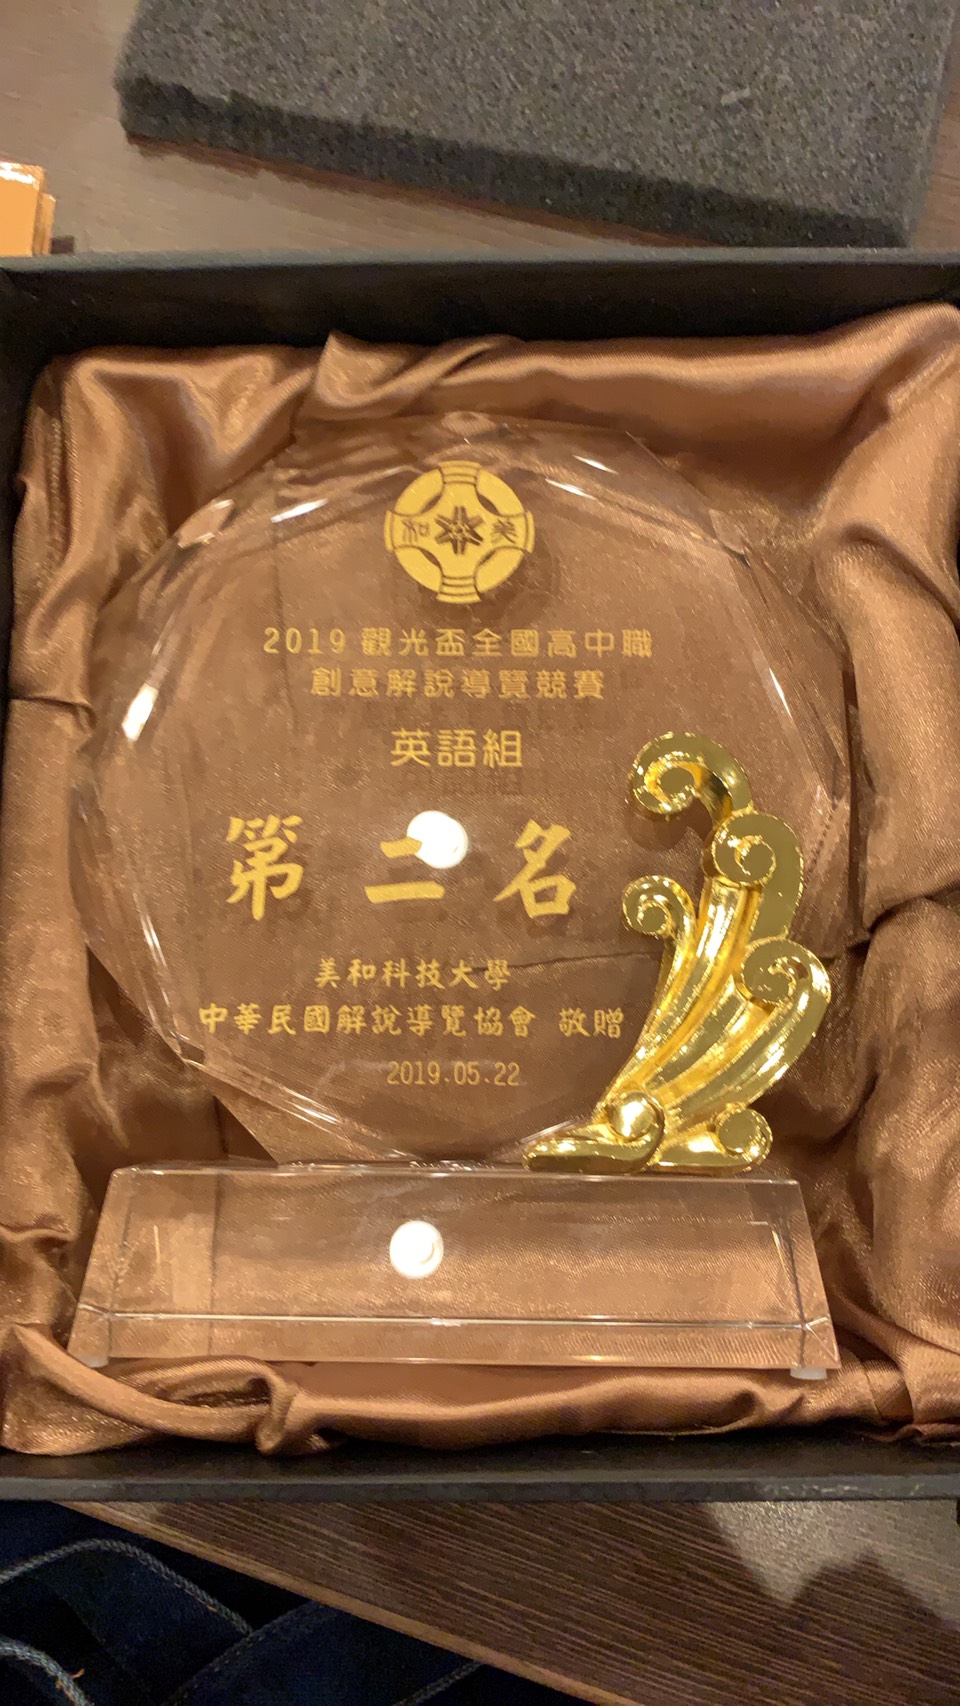 和 美
2019 觀光盃全國高中職
創意解說導覽競賽
英語組
第二名
美和科技大學
中華民國解說導覽協會 敬贈
2019.05.22